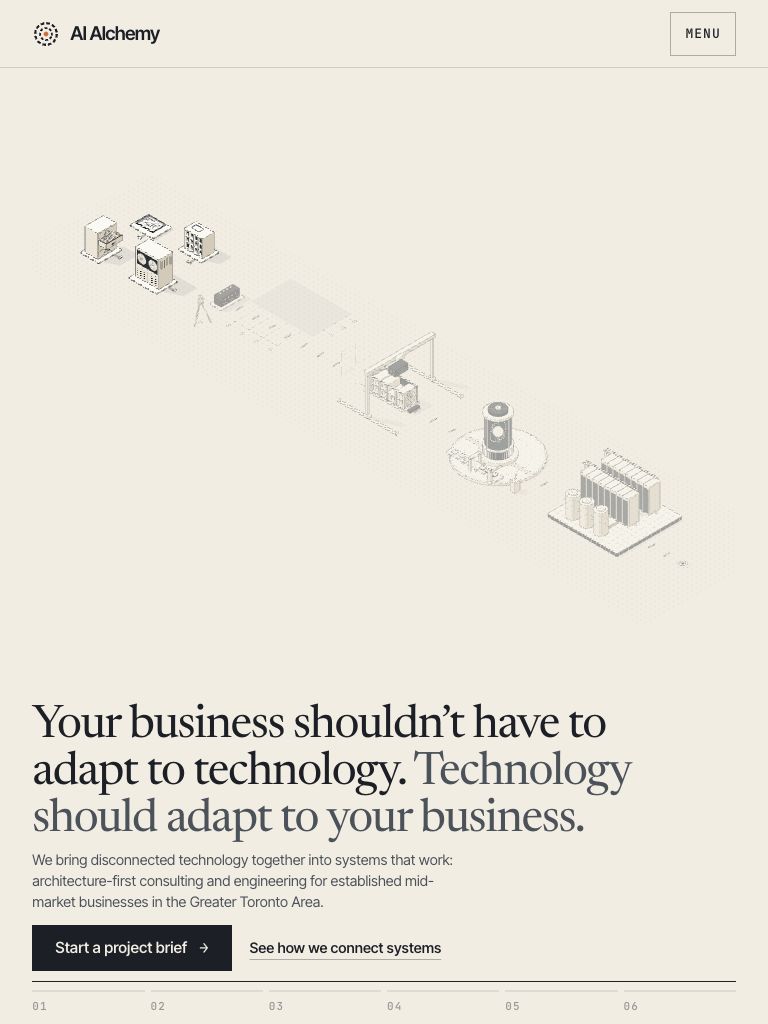 AI Alchemy
MENU
Your business shouldn’t have to
adapt to technology. Technology
should adapt to your business.
We bring disconnected technology together into systems that work:
architecture-first consulting and engineering for established mid-
market businesses in the Greater Toronto Area.
Start a project brief →
See how we connect systems
01 02 03 04 05 06